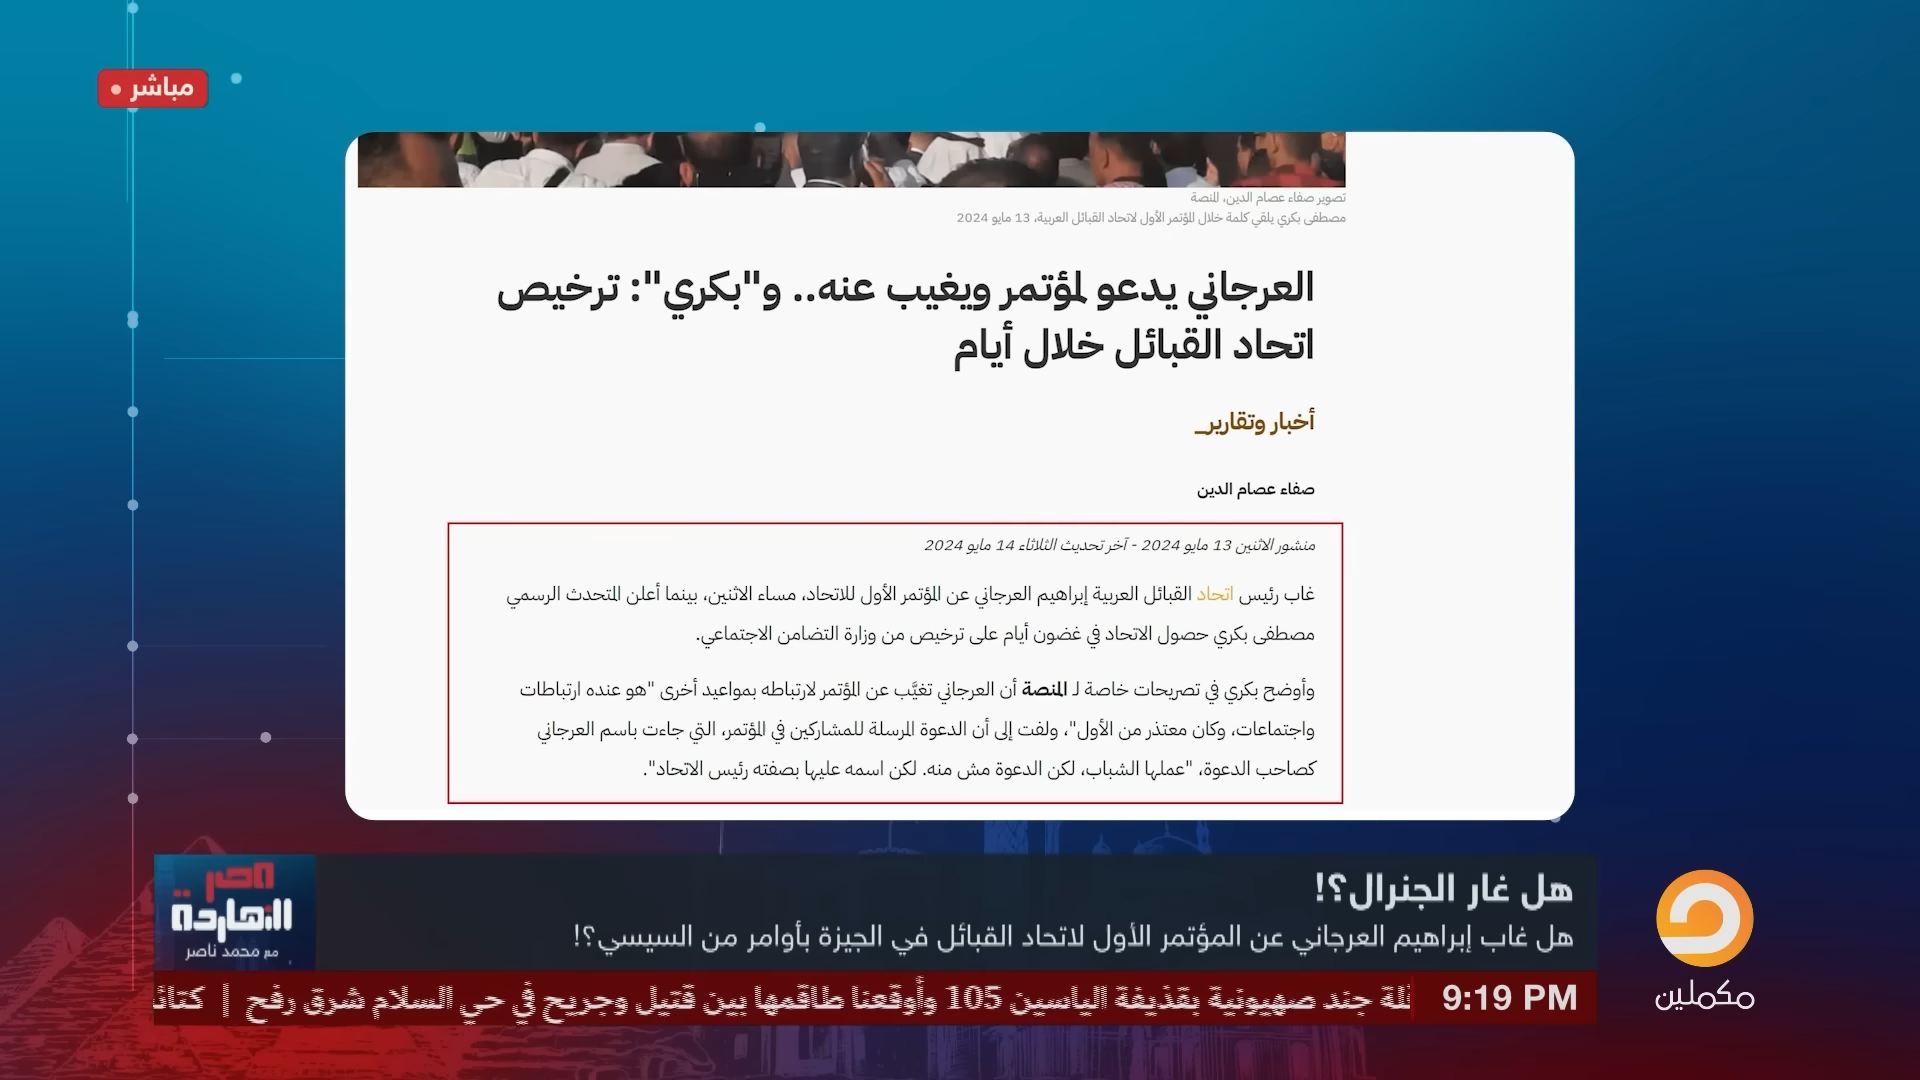 مباشر
تصوير صفاء عصام الدين، المنصة
مصطفى بكري يلقي كلمة خلال المؤتمر الأول لاتحاد القبائل العربية، 13 مايو 2024
العرجاني يدعو لمؤتمر ويغيب عنه.. و"بكري": ترخيص
اتحاد القبائل خلال أيام
أخبار وتقارير_
صفاء عصام الدين
منشور الاثنين 13 مايو 2024 - آخر تحديث الثلاثاء 14 مايو 2024
غاب رئيس اتحاد القبائل العربية إبراهيم العرجاني عن المؤتمر الأول للاتحاد، مساء الاثنين، بينما أعلن المتحدث الرسمي
مصطفى بكري حصول الاتحاد في غضون أيام على ترخيص من وزارة التضامن الاجتماعي.
وأوضح بكري في تصريحات خاصة لـ المنصة أن العرجاني تغيَّب عن المؤتمر لارتباطه بمواعيد أخرى "هو عنده ارتباطات
واجتماعات، وكان معتذر من الأول"، ولفت إلى أن الدعوة المرسلة للمشاركين في المؤتمر، التي جاءت باسم العرجاني
كصاحب الدعوة، "عملها الشباب، لكن الدعوة مش منه. لكن اسمه عليها بصفته رئيس الاتحاد".
هل غار الجنرال؟!
هل غاب إبراهيم العرجاني عن المؤتمر الأول لاتحاد القبائل في الجيزة بأوامر من السيسي؟!
مصر
النهاردة
مع محمد ناصر
9:19 PM
جند صهيونية بقذيفة الياسين 105 وأوقعنا طاقمها بين قتيل وجريح في حي السلام شرق رفح |
مكملين